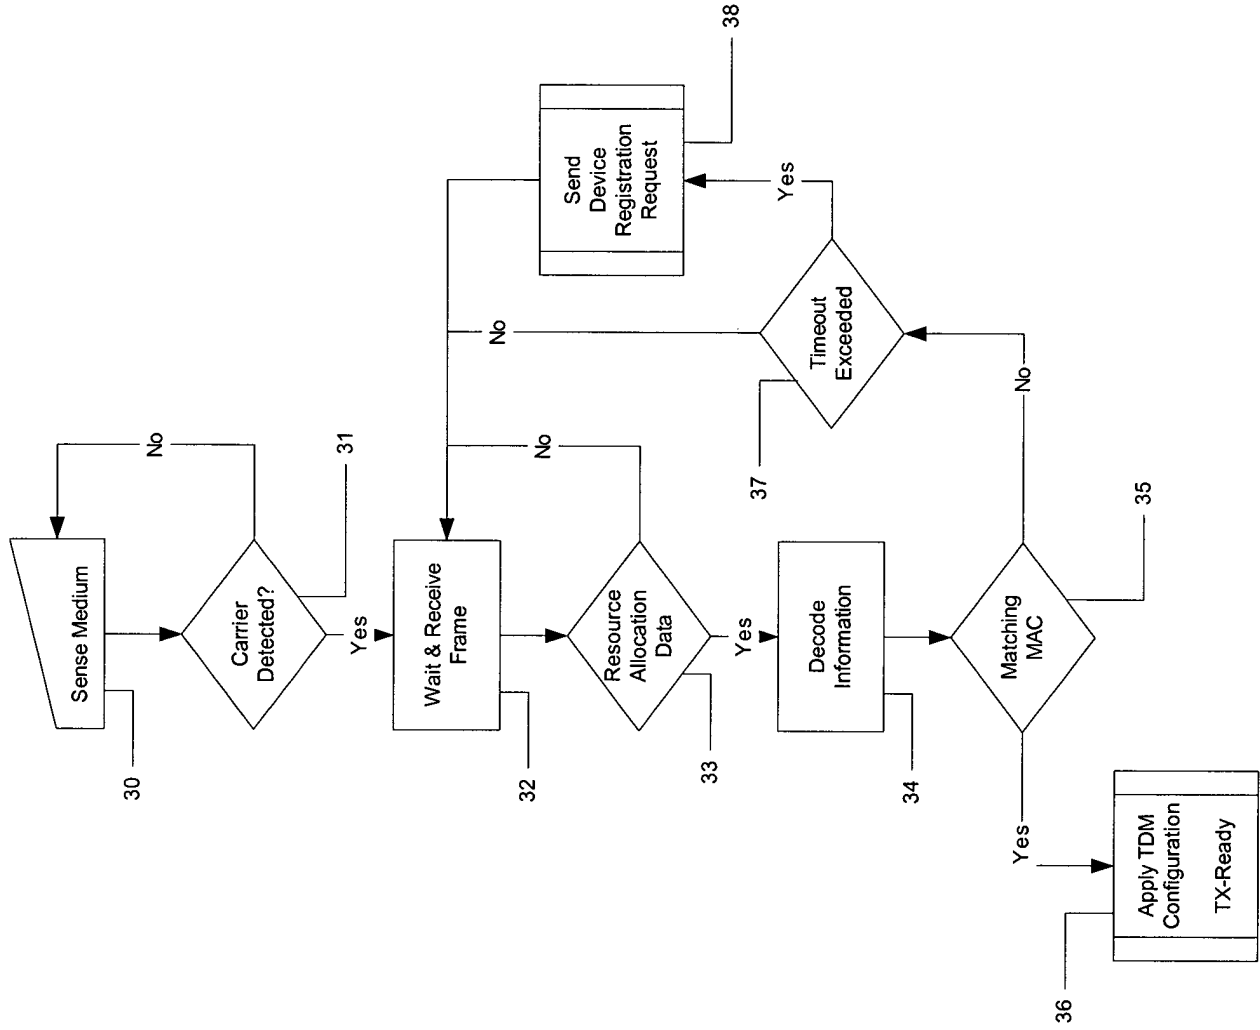 Sense Medium
30
No
Carrier
Detected?
31
Yes
Wait & Receive
Frame
32
Resource
Allocation
Data
33
No
Yes
Decode
Information
34
Matching
MAC
35
Yes
Apply TDM
Configuration
TX-Ready
36
No
Timeout
Exceeded
37
No
Yes
Send
Device
Registration
Request
38